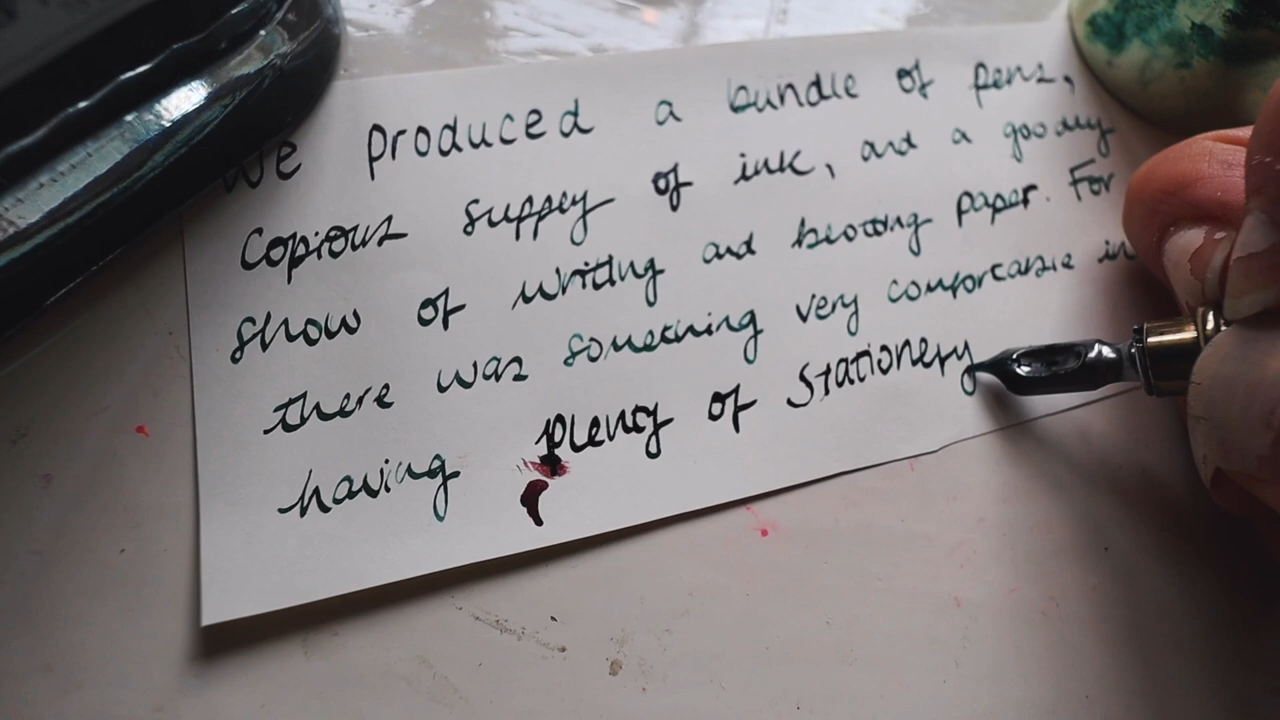 We produced a bundle of pens,
Copious supply of ink, and a goodly
show of writing and blotting paper. For
there was something very comfortable in
having plenty of Stationery